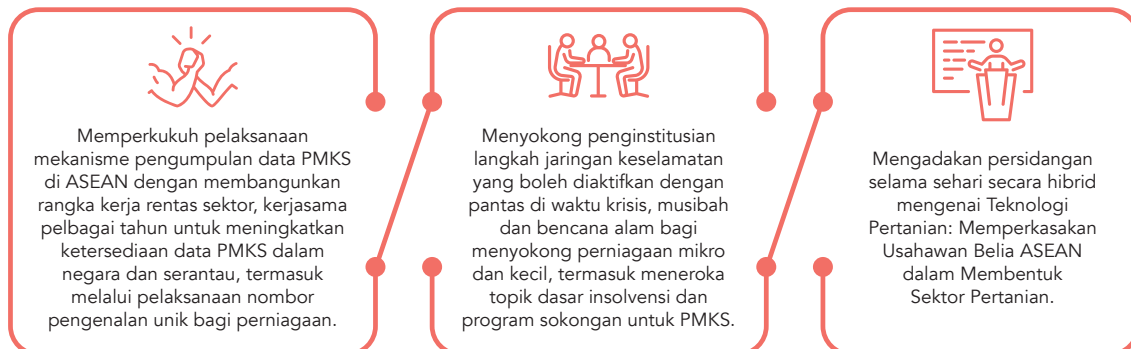 Memperkukuh pelaksanaan
mekanisme pengumpulan data PMKS
di ASEAN dengan membangunkan
rangka kerja rentas sektor, kerjasama
pelbagai tahun untuk meningkatkan
ketersediaan data PMKS dalam
negara dan serantau, termasuk
melalui pelaksanaan nombor
pengenalan unik bagi perniagaan.
Menyokong penginstitusian
langkah jaringan keselamatan
yang boleh diaktifkan dengan
pantas di waktu krisis, musibah
dan bencana alam bagi
menyokong perniagaan mikro
dan kecil, termasuk meneroka
topik dasar insolvensi dan
program sokongan untuk PMKS.
Mengadakan persidangan
selama sehari secara hibrid
mengenai Teknologi
Pertanian: Memperkasakan
Usahawan Belia ASEAN
dalam Membentuk
Sektor Pertanian.